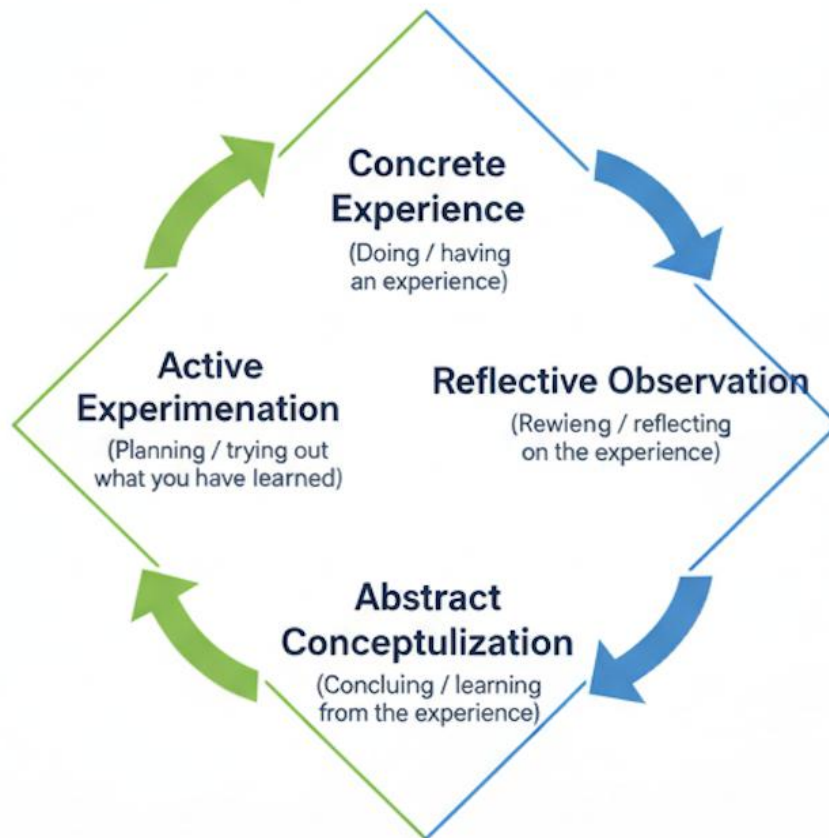 Concrete
Experience
(Doing / having
an experience)
Active
Experimenation
(Planning / trying out
what you have learned)
Reflective Observation
(Rewieng / reflecting
on the experience)
Abstract
Conceptulization
(Concluing / learning
from the experience)